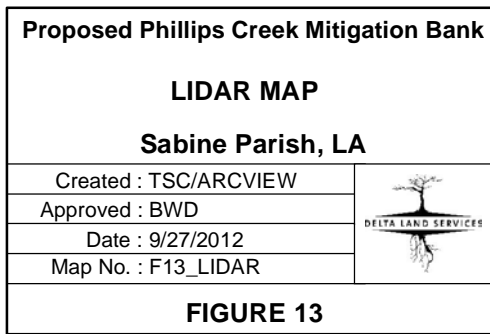 Proposed Phillips Creek Mitigation Bank
LIDAR MAP
Sabine Parish, LA
Created : TSC/ARCVIEW
Approved : BWD
Date : 9/27/2012
Map No. : F13_LIDAR
DELTA LAND SERVICES
FIGURE 13